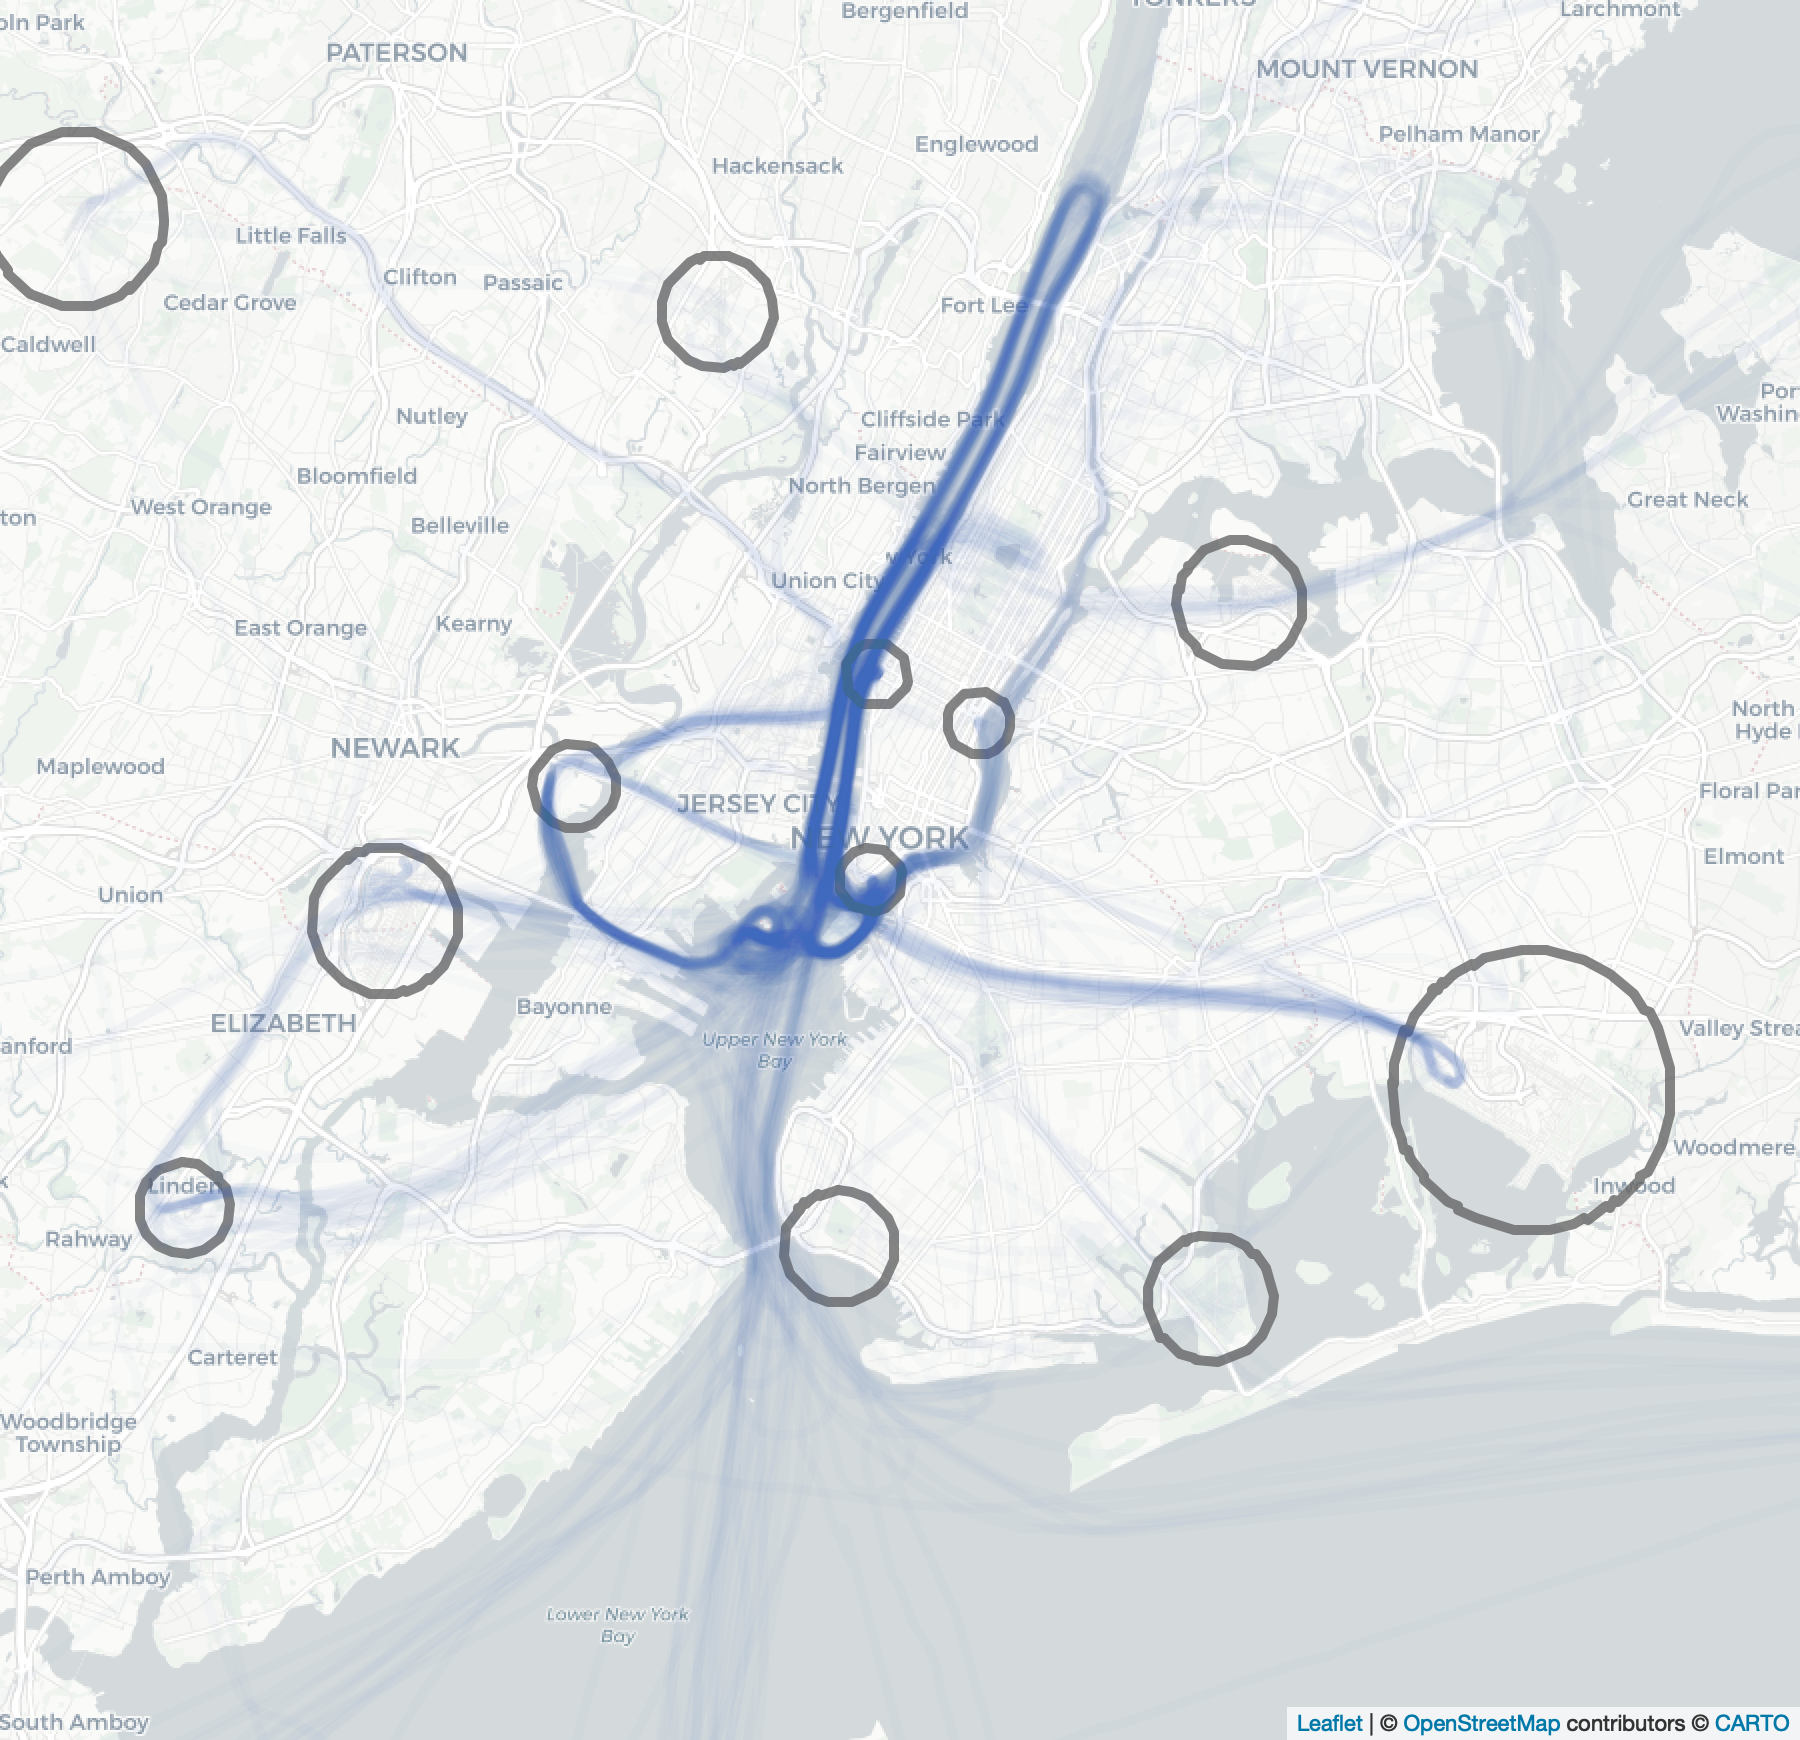 oln Park
Bergenfield
YONKERS
Larchmont
PATERSON
MOUNT VERNON
Pelham Manor
Englewood
Hackensack
Little Falls
Clifton
Passaic
Cedar Grove
Fort Lee
Caldwell
Nutley
Cliffside Park
Por
Washin
Fairview
Bloomfield
North Bergen
West Orange
Great Neck
ton
Belleville
Union City
East Orange
Kearny
North
Hyde
NEWARK
Maplewood
Floral Par
JERSEY CITY
NEW YORK
Elmont
Union
Bayonne
ELIZABETH
Valley Strea
anford
Upper New York
Bay
Woodmere
Linden
Inwood
Rahway
Carteret
Woodbridge
Township
Perth Amboy
Lower New York
Bay
South Amboy
Leaflet | © OpenStreetMap contributors © CARTO